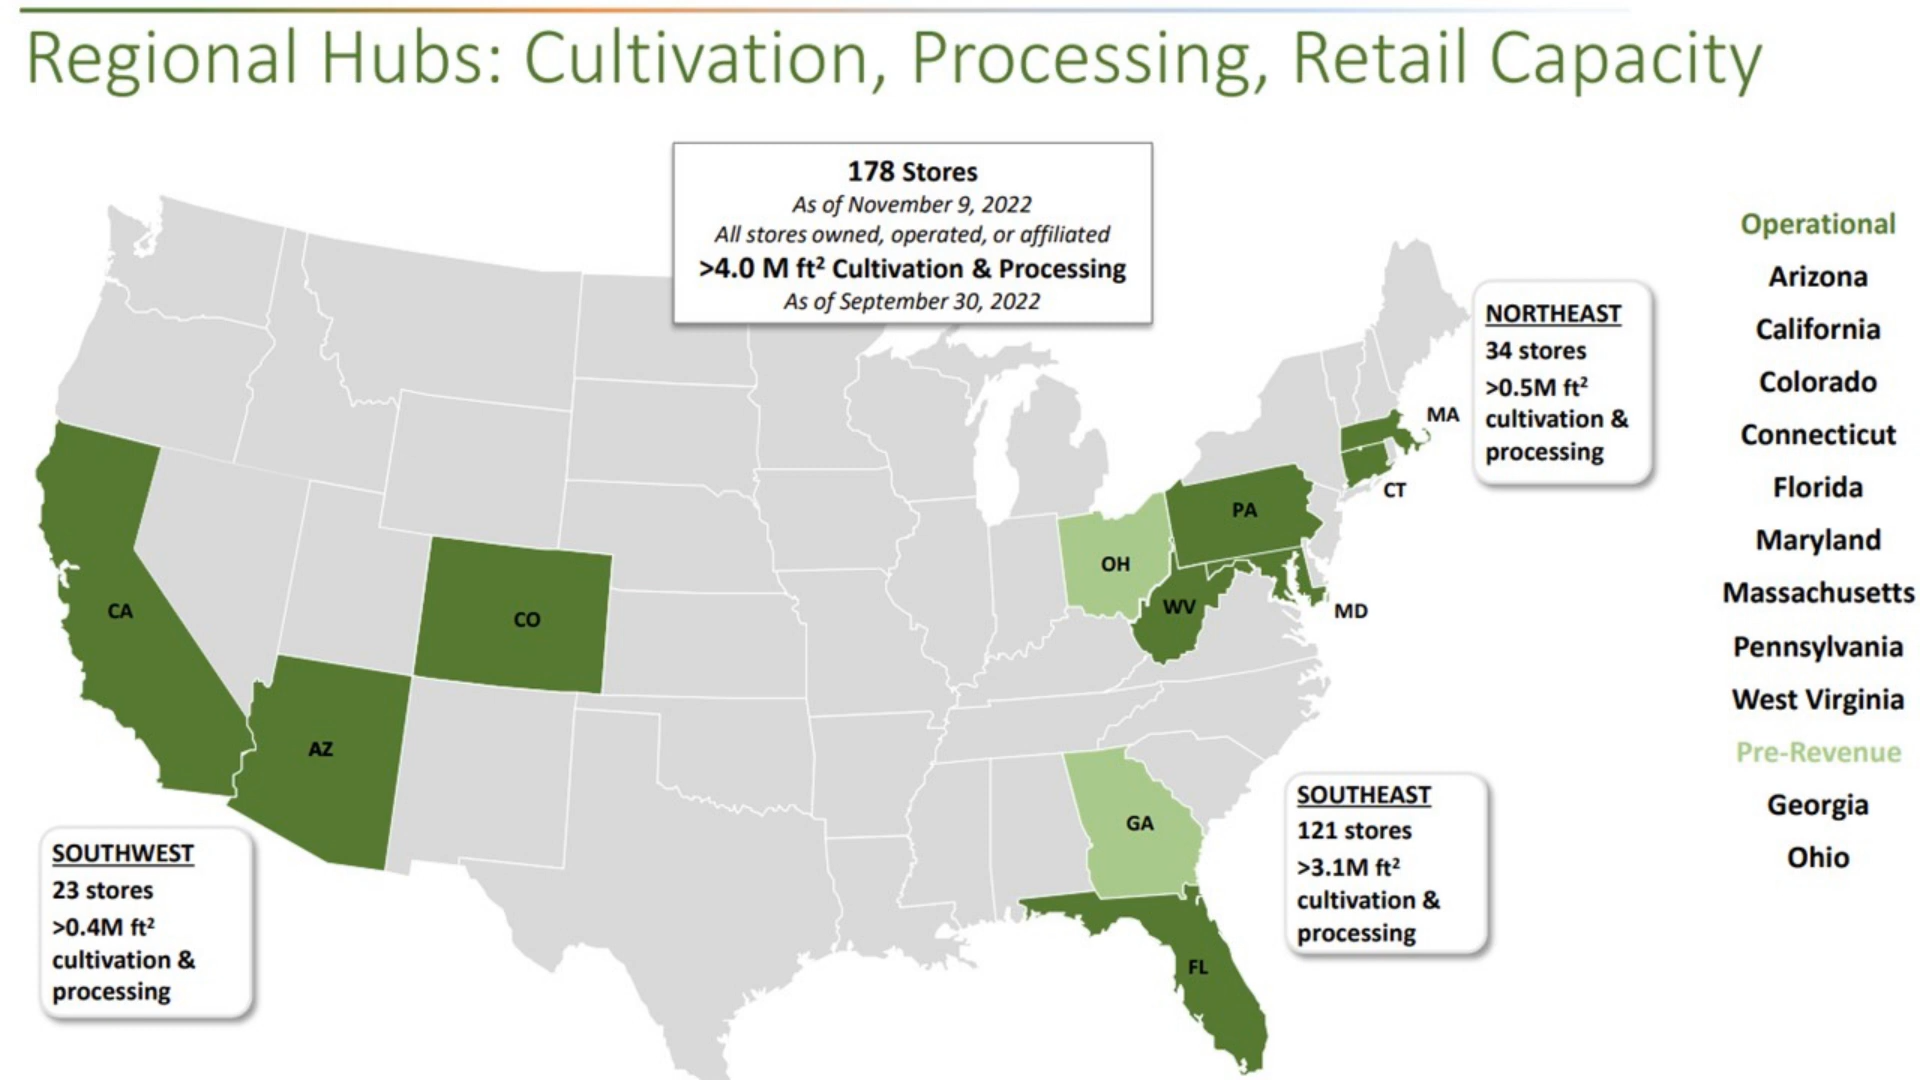 Regional Hubs: Cultivation, Processing, Retail Capacity
178 Stores
As of November 9, 2022
All stores owned, operated, or affiliated
>4.0 M ft² Cultivation & Processing
As of September 30, 2022
NORTHEAST
34 stores
>0.5M ft²
cultivation &
processing
MA
CT
PA
OH
WV
MD
CA
CO
AZ
GA
FL
SOUTHWEST
23 stores
>0.4M ft²
cultivation &
processing
SOUTHEAST
121 stores
>3.1M ft²
cultivation &
processing
Operational
Arizona
California
Colorado
Connecticut
Florida
Maryland
Massachusetts
Pennsylvania
West Virginia
Pre-Revenue
Georgia
Ohio